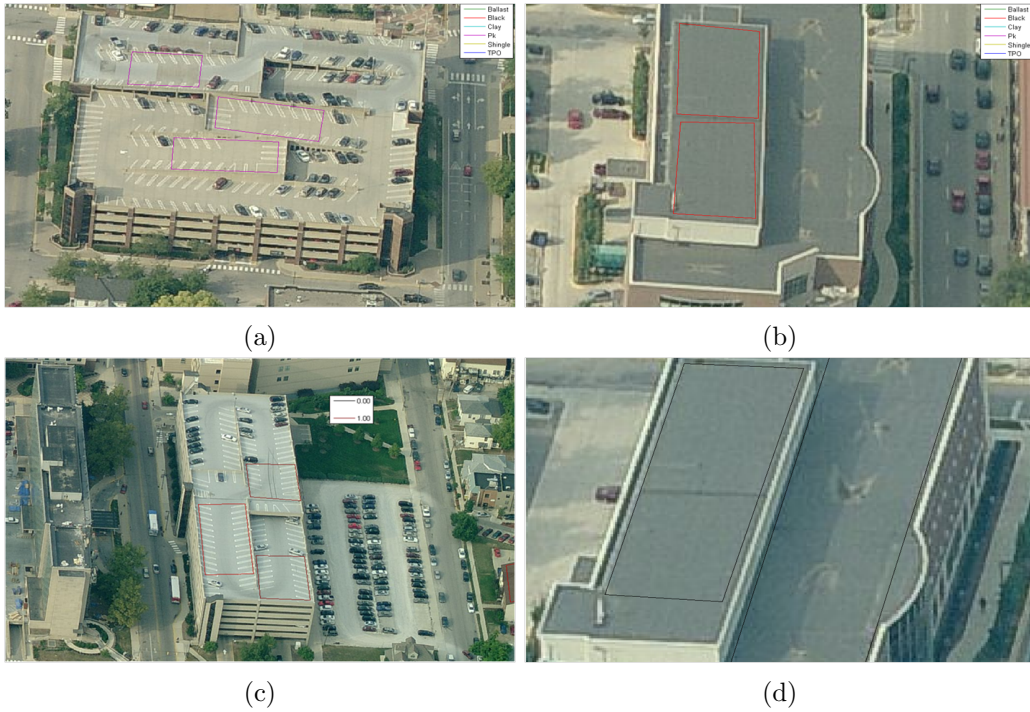 Ballast
Black
Clay
Pk
Shingle
TPO
Ballast
Black
Clay
Pk
Shingle
TPO
(a)
(b)
0.00
1.00
(c)
(d)